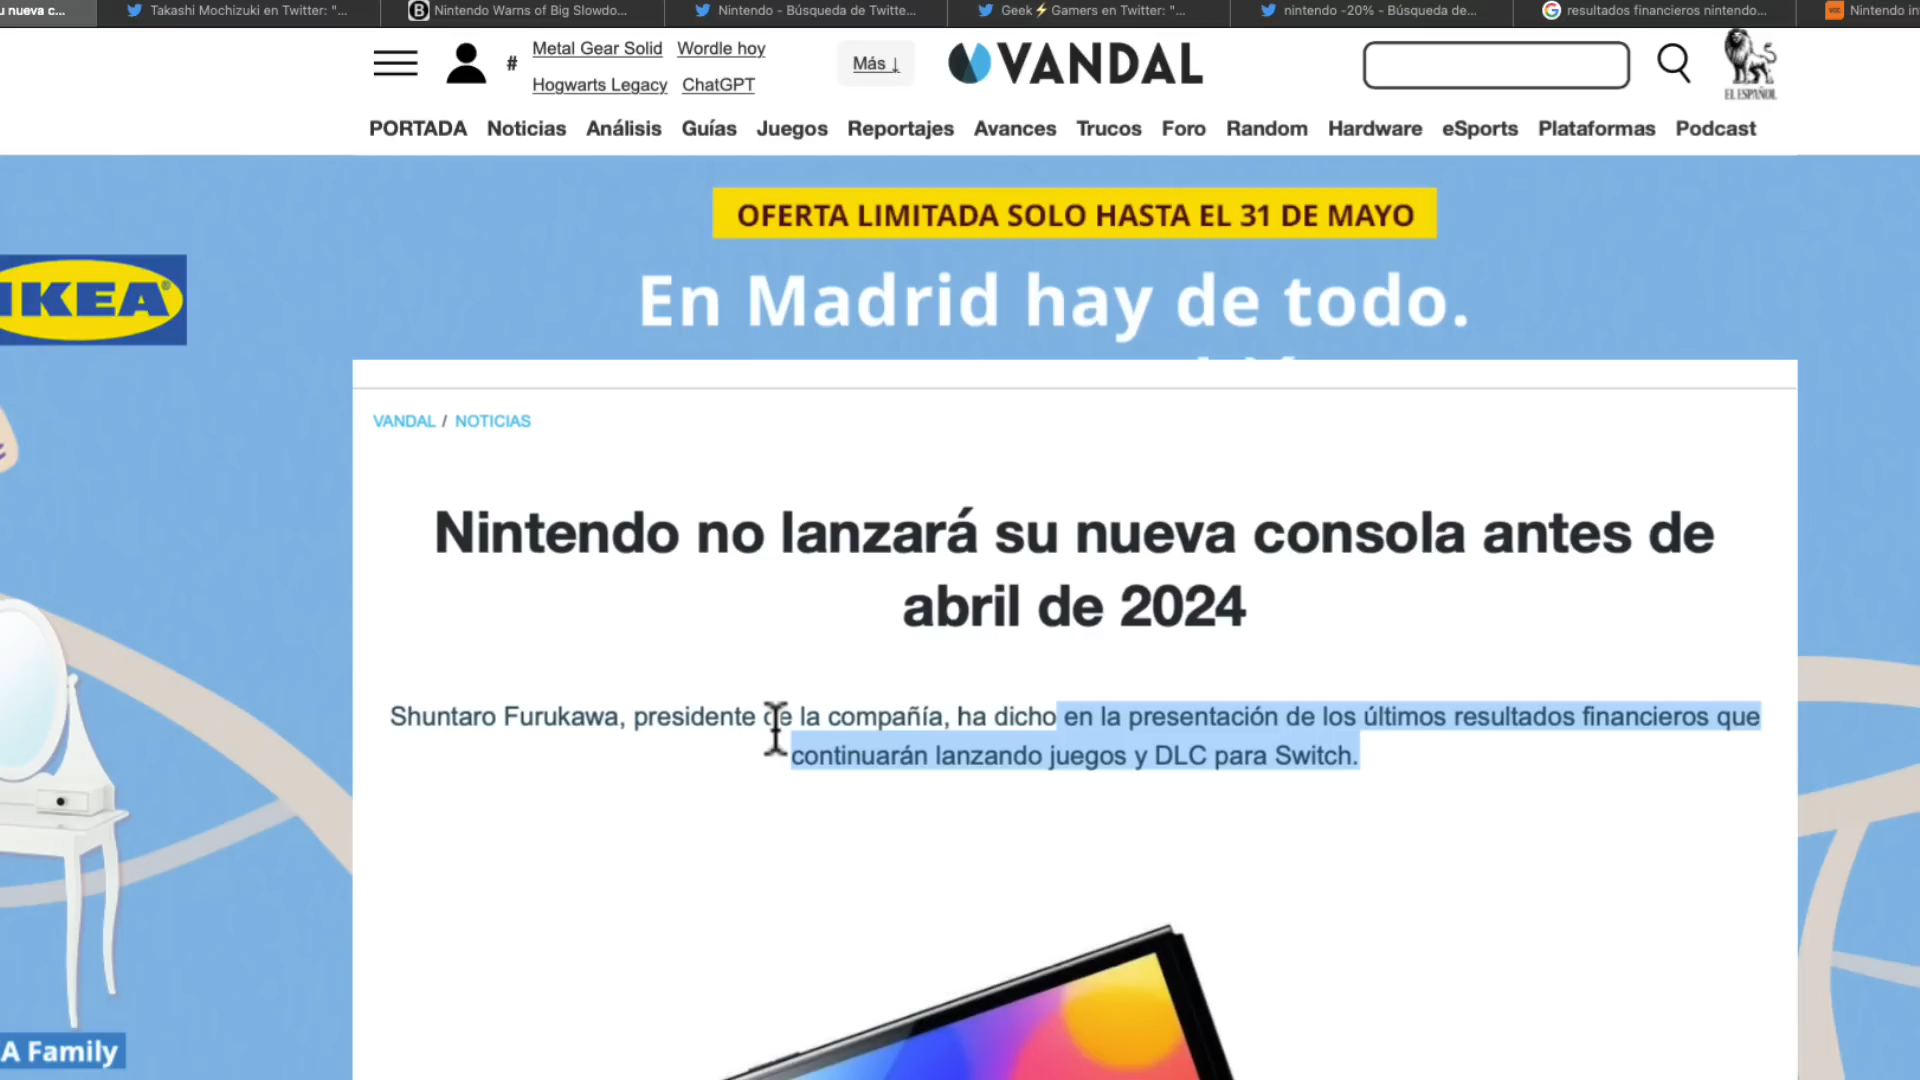 u nueva c...
Takashi Mochizuki en Twitter: "...
Nintendo Warns of Big Slowdo...
Nintendo - Búsqueda de Twitte...
Geek⚡Gamers en Twitter: "...
nintendo -20% - Búsqueda de...
resultados financieros nintendo...
Nintendo in
# Metal Gear Solid Wordle hoy
Hogwarts Legacy ChatGPT
Más ↓
VANDAL
EL ESPAÑOL
PORTADA Noticias Análisis Guías Juegos Reportajes Avances Trucos Foro Random Hardware eSports Plataformas Podcast
OFERTA LIMITADA SOLO HASTA EL 31 DE MAYO
IKEA
En Madrid hay de todo.
VANDAL / NOTICIAS
Nintendo no lanzará su nueva consola antes de
abril de 2024
Shuntaro Furukawa, presidente de la compañía, ha dicho en la presentación de los últimos resultados financieros que
continuarán lanzando juegos y DLC para Switch.
A Family